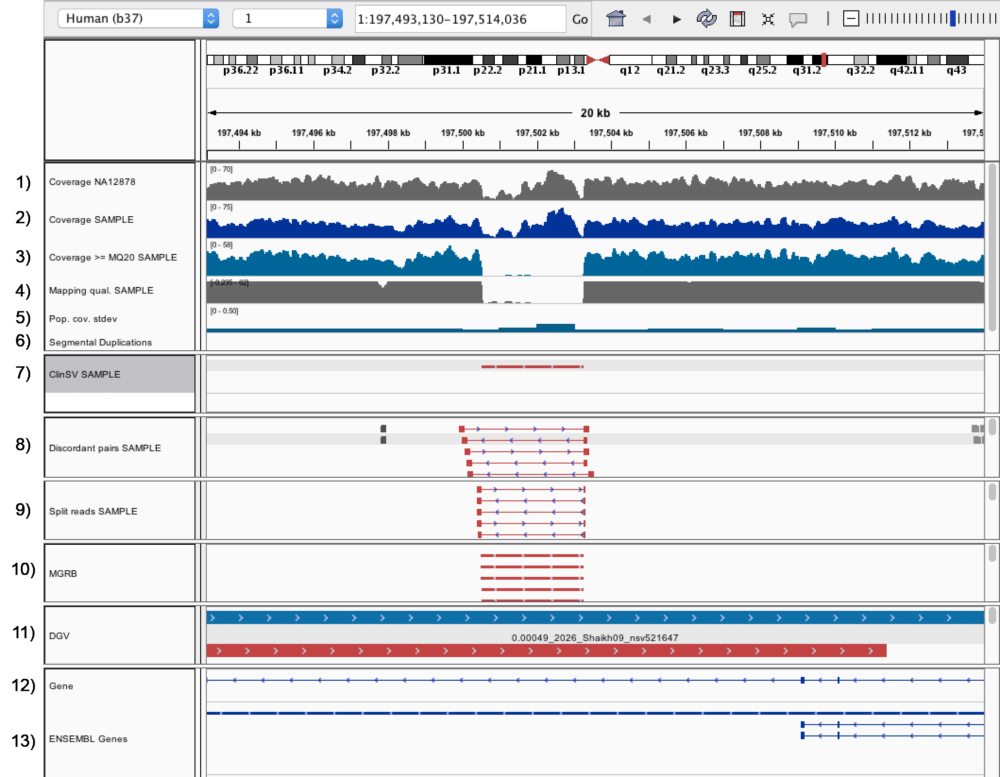 Human (b37) 1 1:197,493,130-197,514,036 Go
p36.22 p36.11 p34.2 p32.2 p31.1 p22.2 p21.1 p13.1 q12 q21.2 q23.3 q25.2 q31.2 q32.2 q42.11 q43
20 kb
197,494 kb 197,496 kb 197,498 kb 197,500 kb 197,502 kb 197,504 kb 197,506 kb 197,508 kb 197,510 kb 197,512 kb 197,5
[0 - 70]
1) Coverage NA12878
[0 - 75]
2) Coverage SAMPLE
[0 - 58]
3) Coverage >= MQ20 SAMPLE
[-0.235 - 62]
4) Mapping qual. SAMPLE
[0 - 0.50]
5) Pop. cov. stdev
6) Segmental Duplications
7) ClinSV SAMPLE
8) Discordant pairs SAMPLE
9) Split reads SAMPLE
10) MGRB
11) DGV
0.00049_2026_Shaikh09_nsv521647
12) Gene
13) ENSEMBL Genes